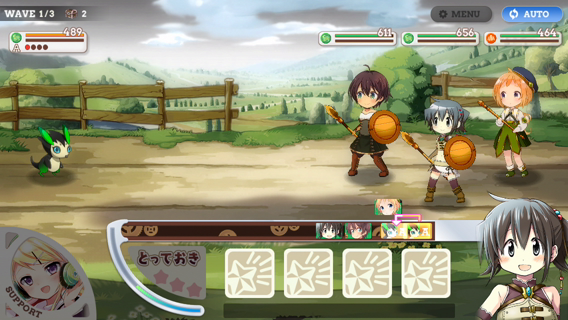 WAVE 1/3 2
MENU
AUTO
489
A
611
656
464
A A
とっておき
SUPPORT